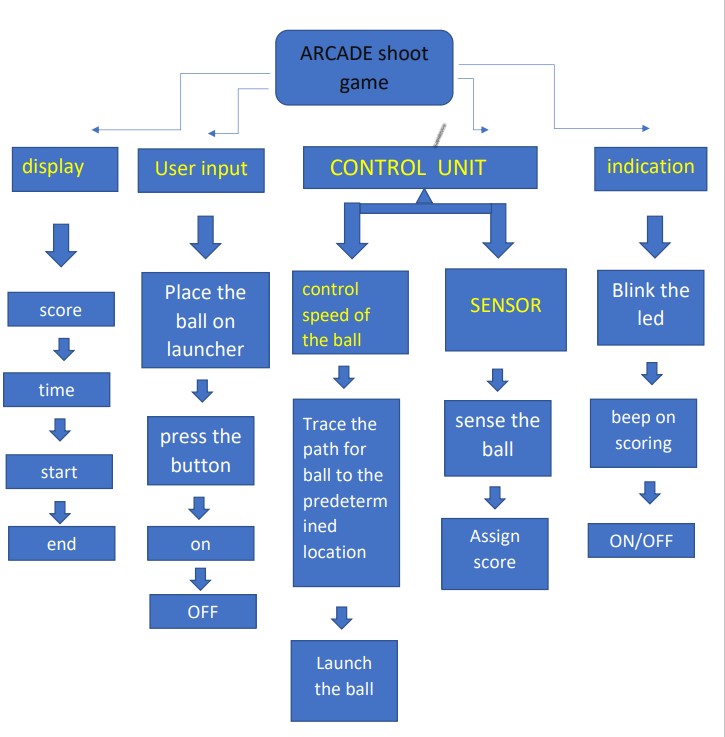 ARCADE shoot
game
display
User input
CONTROL UNIT
indication
score
time
start
end
Place the
ball on
launcher
press the
button
on
OFF
control
speed of
the ball
Trace the
path for
ball to the
predeterm
ined
location
Launch
the ball
SENSOR
sense the
ball
Assign
score
Blink the
led
beep on
scoring
ON/OFF